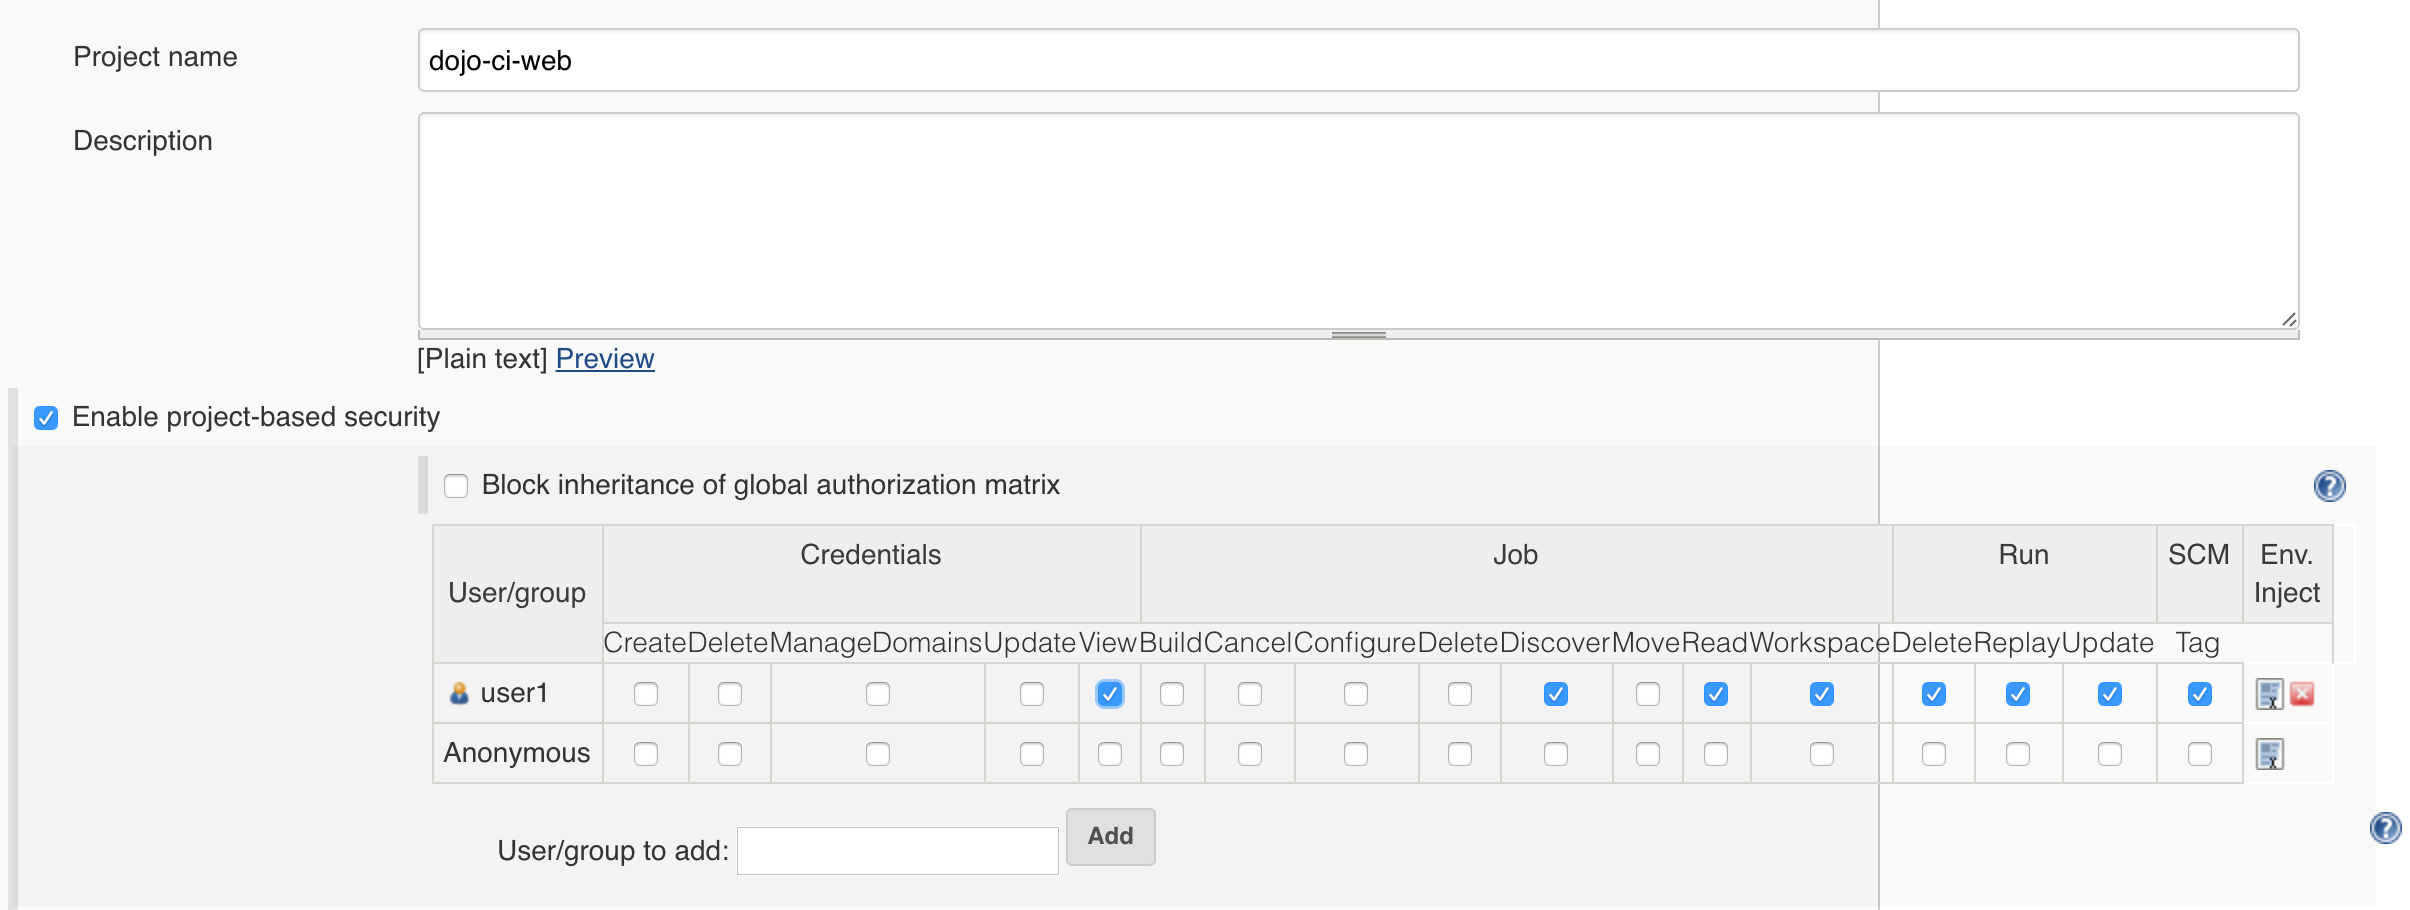 Project name
dojo-ci-web
Description
[Plain text] Preview
Enable project-based security
Block inheritance of global authorization matrix
User/group Credentials Job Run SCM Env. Inject
Create Delete ManageDomains Update View Build Cancel Configure Delete Discover Move Read Workspace Delete Replay Update Tag
user1
Anonymous
User/group to add: Add